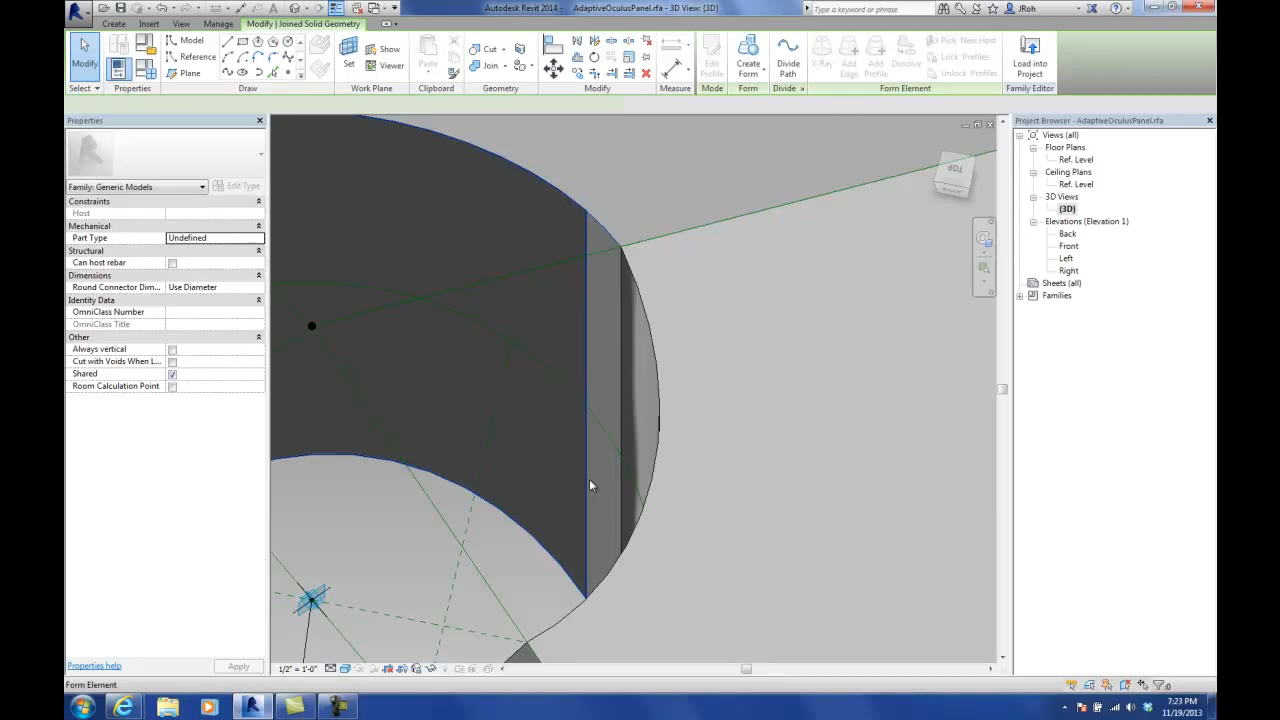 Autodesk Revit 2014 - AdaptiveOculusPanel.rfa - 3D View: {3D}
Type a keyword or phrase
JRoh
Create Insert View Manage Modify | Joined Solid Geometry
Modify
Model
Reference
Plane
Set
Show
Viewer
Paste
Cut
Join
Edit Profile
Create Form
Divide Path
X-Ray
Add Edge
Add Profile
Dissolve
Pick New Host
Lock Profiles
Unlock Profiles
Load into Project
Select Properties Draw Work Plane Clipboard Geometry Modify Measure Mode Form Divide Form Element Family Editor
Properties
Family: Generic Models
Edit Type
Constraints
Host
Mechanical
Part Type Undefined
Structural
Can host rebar
Dimensions
Round Connector Dim... Use Diameter
Identity Data
OmniClass Number
OmniClass Title
Other
Always vertical
Cut with Voids When L...
Shared
Room Calculation Point
Properties help
Apply
TOP
1/2" = 1'-0"
Project Browser - AdaptiveOculusPanel.rfa
Views (all)
Floor Plans
Ref. Level
Ceiling Plans
Ref. Level
3D Views
{3D}
Elevations (Elevation 1)
Back
Front
Left
Right
Sheets (all)
Families
Form Element
:0
7:23 PM
11/19/2013